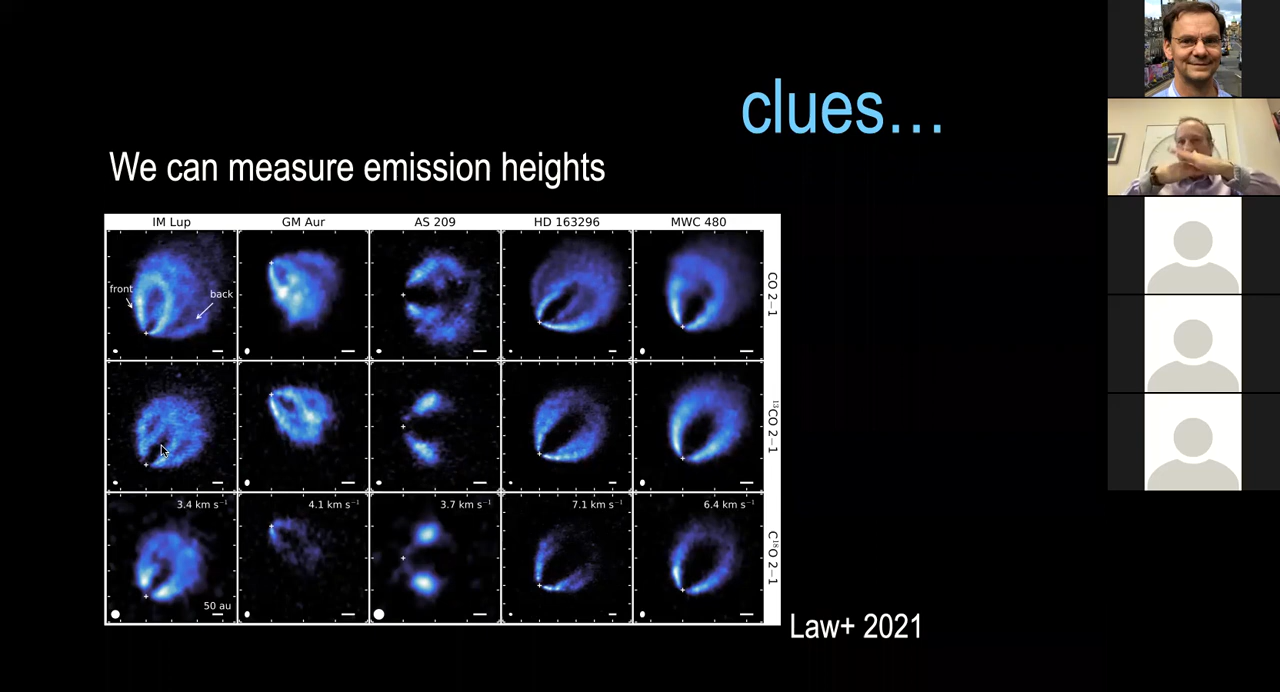 clues…
We can measure emission heights
IM Lup GM Aur AS 209 HD 163296 MWC 480
front
back
CO 2−1
¹³CO 2−1
3.4 km s⁻¹ 4.1 km s⁻¹ 3.7 km s⁻¹ 7.1 km s⁻¹ 6.4 km s⁻¹
C¹⁸O 2−1
50 au
Law+ 2021